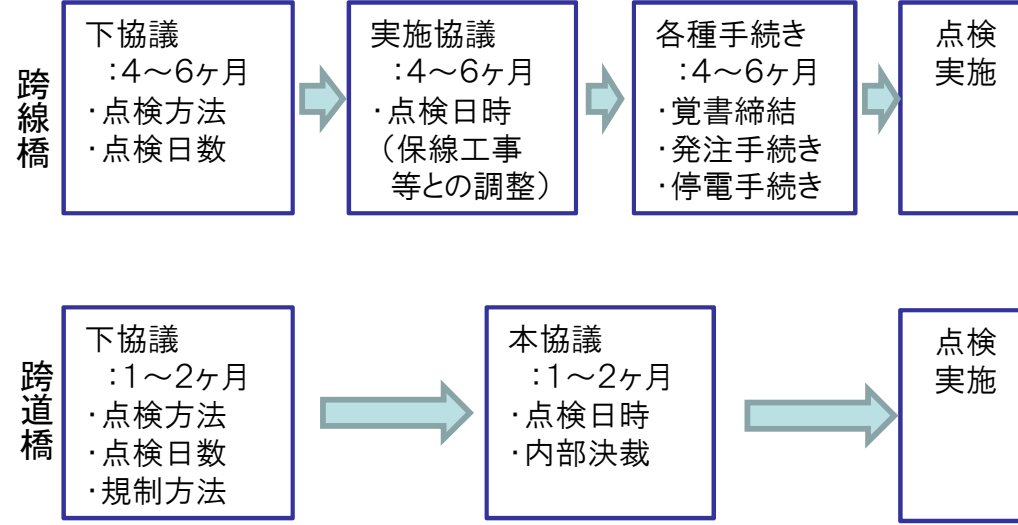 跨線橋
下協議
:4～6ヶ月
・点検方法
・点検日数
実施協議
:4～6ヶ月
・点検日時
（保線工事
等との調整）
各種手続き
:4～6ヶ月
・覚書締結
・発注手続き
・停電手続き
点検
実施
跨道橋
下協議
:1～2ヶ月
・点検方法
・点検日数
・規制方法
本協議
:1～2ヶ月
・点検日時
・内部決裁
点検
実施